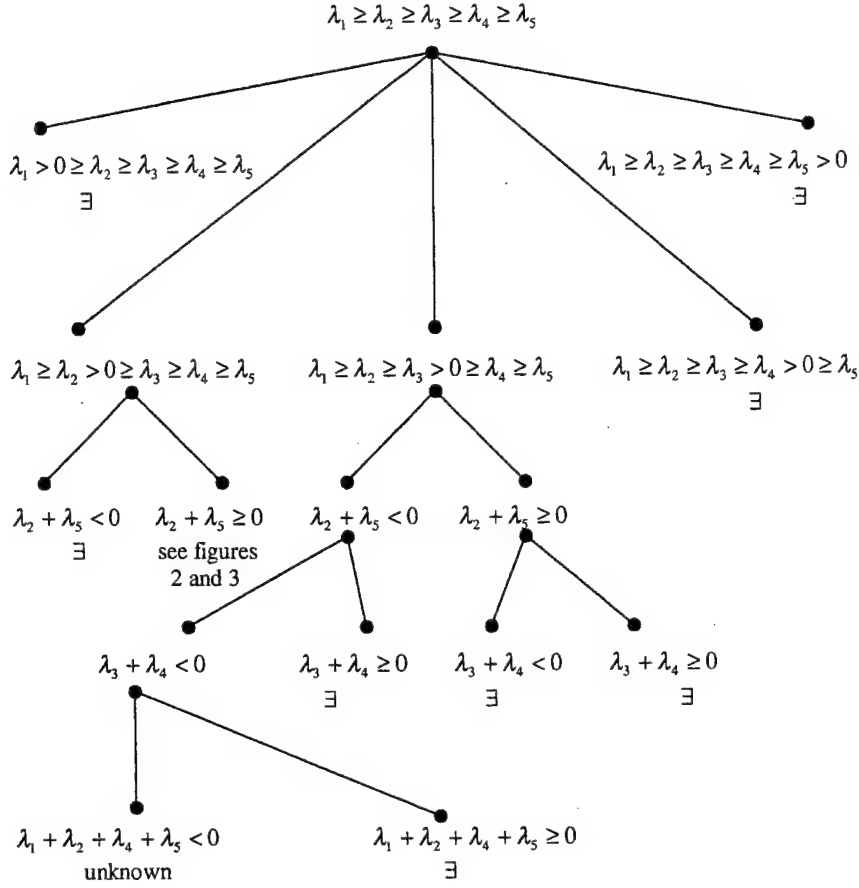 λ₁ ≥ λ₂ ≥ λ₃ ≥ λ₄ ≥ λ₅
λ₁ > 0 ≥ λ₂ ≥ λ₃ ≥ λ₄ ≥ λ₅
∃
λ₁ ≥ λ₂ ≥ λ₃ ≥ λ₄ ≥ λ₅ > 0
∃
λ₁ ≥ λ₂ > 0 ≥ λ₃ ≥ λ₄ ≥ λ₅
λ₁ ≥ λ₂ ≥ λ₃ > 0 ≥ λ₄ ≥ λ₅
λ₁ ≥ λ₂ ≥ λ₃ ≥ λ₄ > 0 ≥ λ₅
∃
λ₂ + λ₅ < 0
∃
λ₂ + λ₅ ≥ 0
see figures
2 and 3
λ₂ + λ₅ < 0
λ₂ + λ₅ ≥ 0
λ₃ + λ₄ < 0
λ₃ + λ₄ ≥ 0
∃
λ₃ + λ₄ < 0
∃
λ₃ + λ₄ ≥ 0
∃
λ₁ + λ₂ + λ₄ + λ₅ < 0
unknown
λ₁ + λ₂ + λ₄ + λ₅ ≥ 0
∃